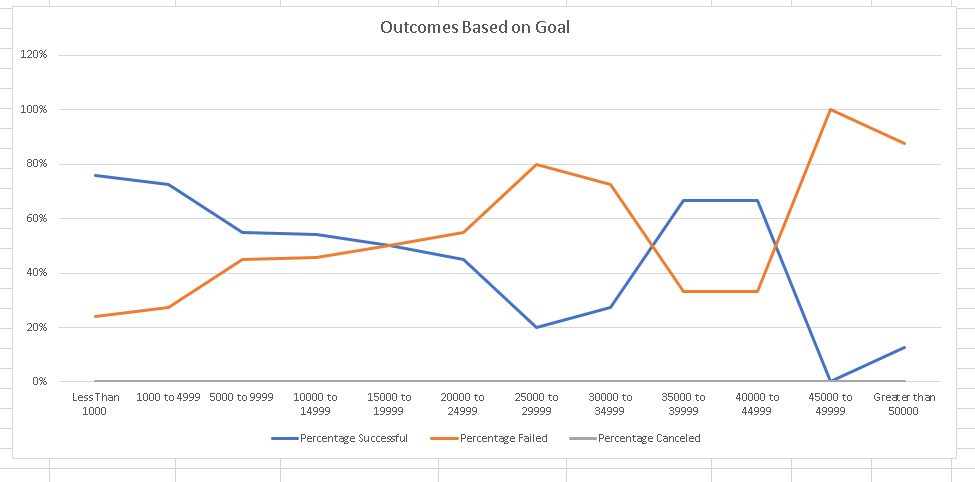 Outcomes Based on Goal
120%
100%
80%
60%
40%
20%
0%
Less Than
1000
1000 to 4999
5000 to 9999
10000 to
14999
15000 to
19999
20000 to
24999
25000 to
29999
30000 to
34999
35000 to
39999
40000 to
44999
45000 to
49999
Greater than
50000
Percentage Successful
Percentage Failed
Percentage Canceled